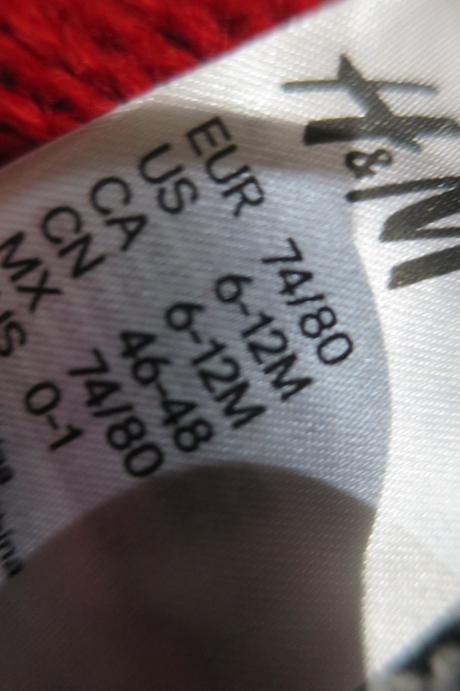 H&M
EUR 74/80
US 6-12M
CA 6-12M
CN 46-48
MX 74/80
0-1